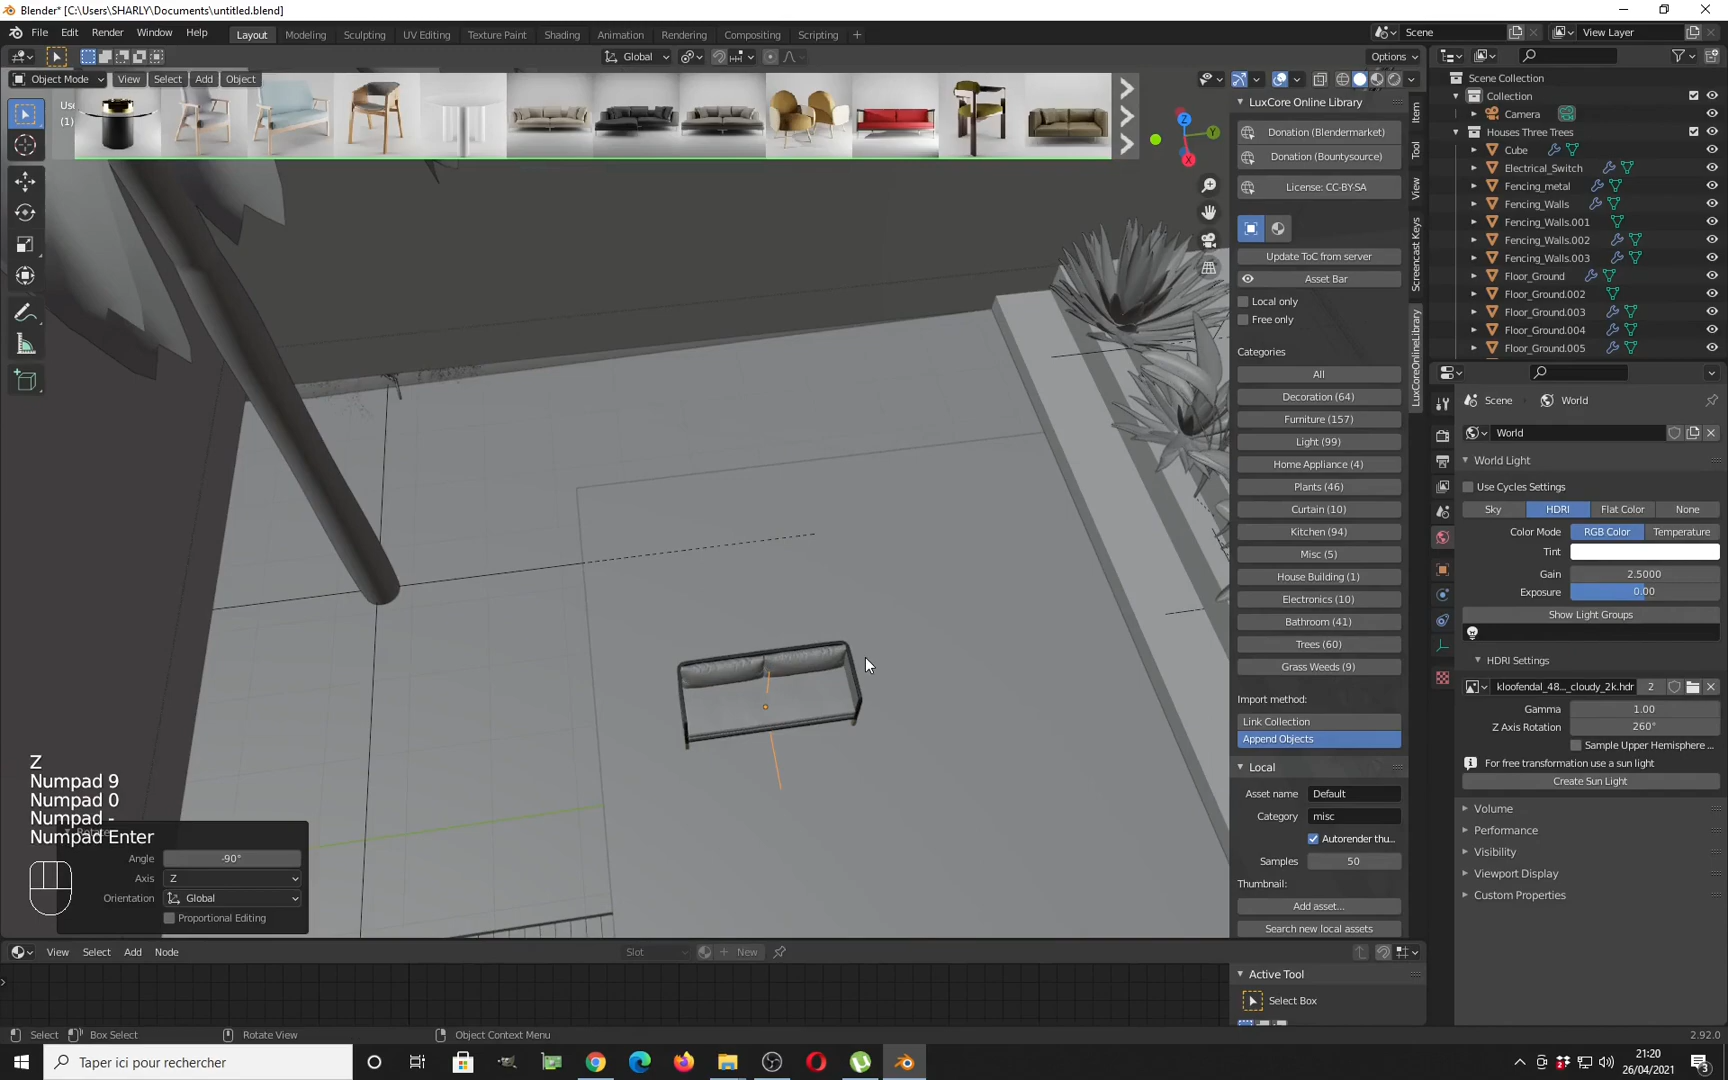 Blender* [C:\Users\SHARLY\Documents\untitled.blend]
File Edit Render Window Help
Layout Modeling Sculpting UV Editing Texture Paint Shading Animation Rendering Compositing Scripting +
Scene
View Layer
Global
Options
Object Mode View Select Add Object
(1)
LuxCore Online Library
Donation (Blendermarket)
Donation (Bountysource)
License: CC-BY-SA
Update ToC from server
Asset Bar
Local only
Free only
Categories
All
Decoration (64)
Furniture (157)
Light (99)
Home Appliance (4)
Plants (46)
Curtain (10)
Kitchen (94)
Misc (5)
House Building (1)
Electronics (10)
Bathroom (41)
Trees (60)
Grass Weeds (9)
Import method:
Link Collection
Append Objects
Local
Asset name Default
Category misc
Autorender thu...
Samples 50
Thumbnail:
Add asset...
Search new local assets
Active Tool
Select Box
Item
Tool
View
Screencast Keys
LuxCoreOnlineLibrary
Z
Y
X
Scene Collection
Collection
Camera
Houses Three Trees
Cube
Electrical_Switch
Fencing_metal
Fencing_Walls
Fencing_Walls.001
Fencing_Walls.002
Fencing_Walls.003
Floor_Ground
Floor_Ground.002
Floor_Ground.003
Floor_Ground.004
Floor_Ground.005
Scene World
World
World Light
Use Cycles Settings
Sky HDRI Flat Color None
Color Mode RGB Color Temperature
Tint
Gain 2.5000
Exposure 0.00
Show Light Groups
HDRI Settings
kloofendal_48..._cloudy_2k.hdr 2
Gamma 1.00
Z Axis Rotation 260°
Sample Upper Hemisphere ...
For free transformation use a sun light
Create Sun Light
Volume
Performance
Visibility
Viewport Display
Custom Properties
Z
Numpad 9
Numpad 0
Numpad -
Numpad Enter
Angle -90°
Axis Z
Orientation Global
Proportional Editing
View Select Add Node
Slot
New
Select Box Select Rotate View Object Context Menu
2.92.0
Taper ici pour rechercher
21:20
26/04/2021
3